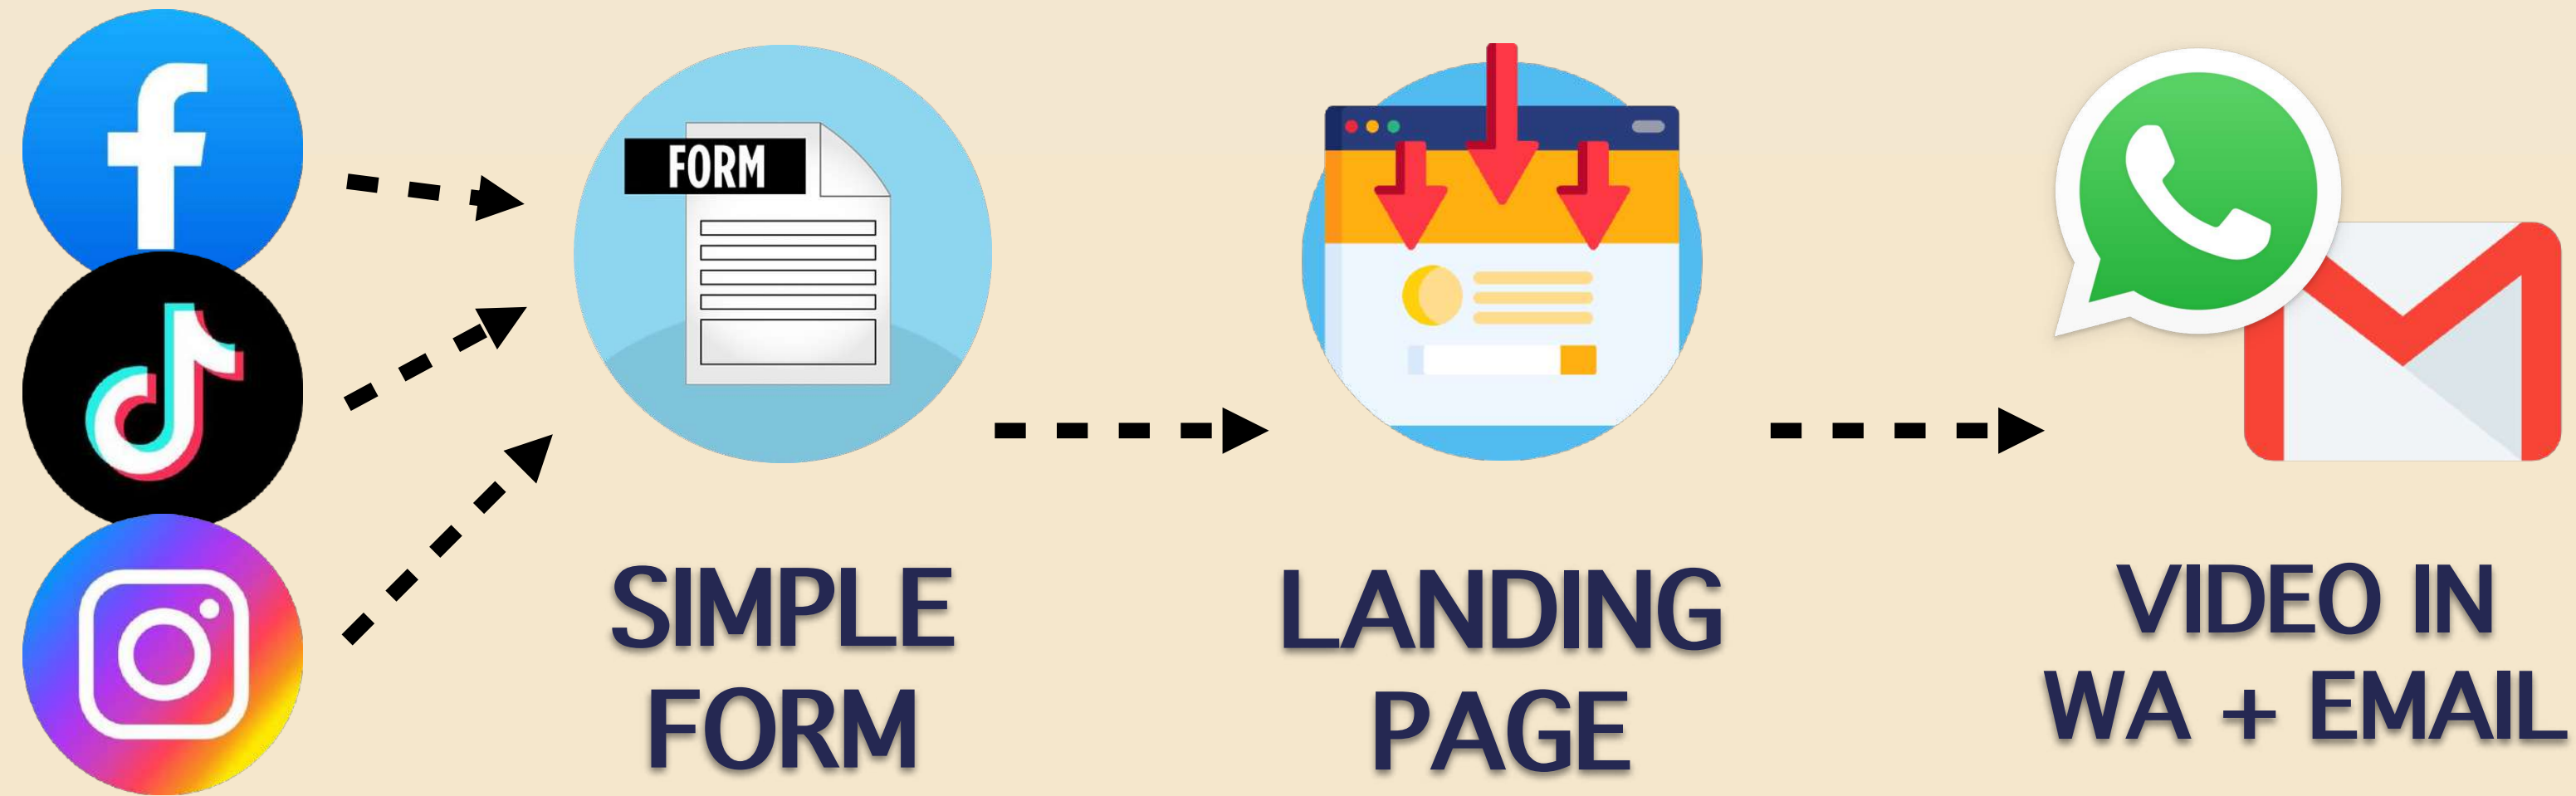 FORM
SIMPLE
FORM
LANDING
PAGE
VIDEO IN
WA + EMAIL